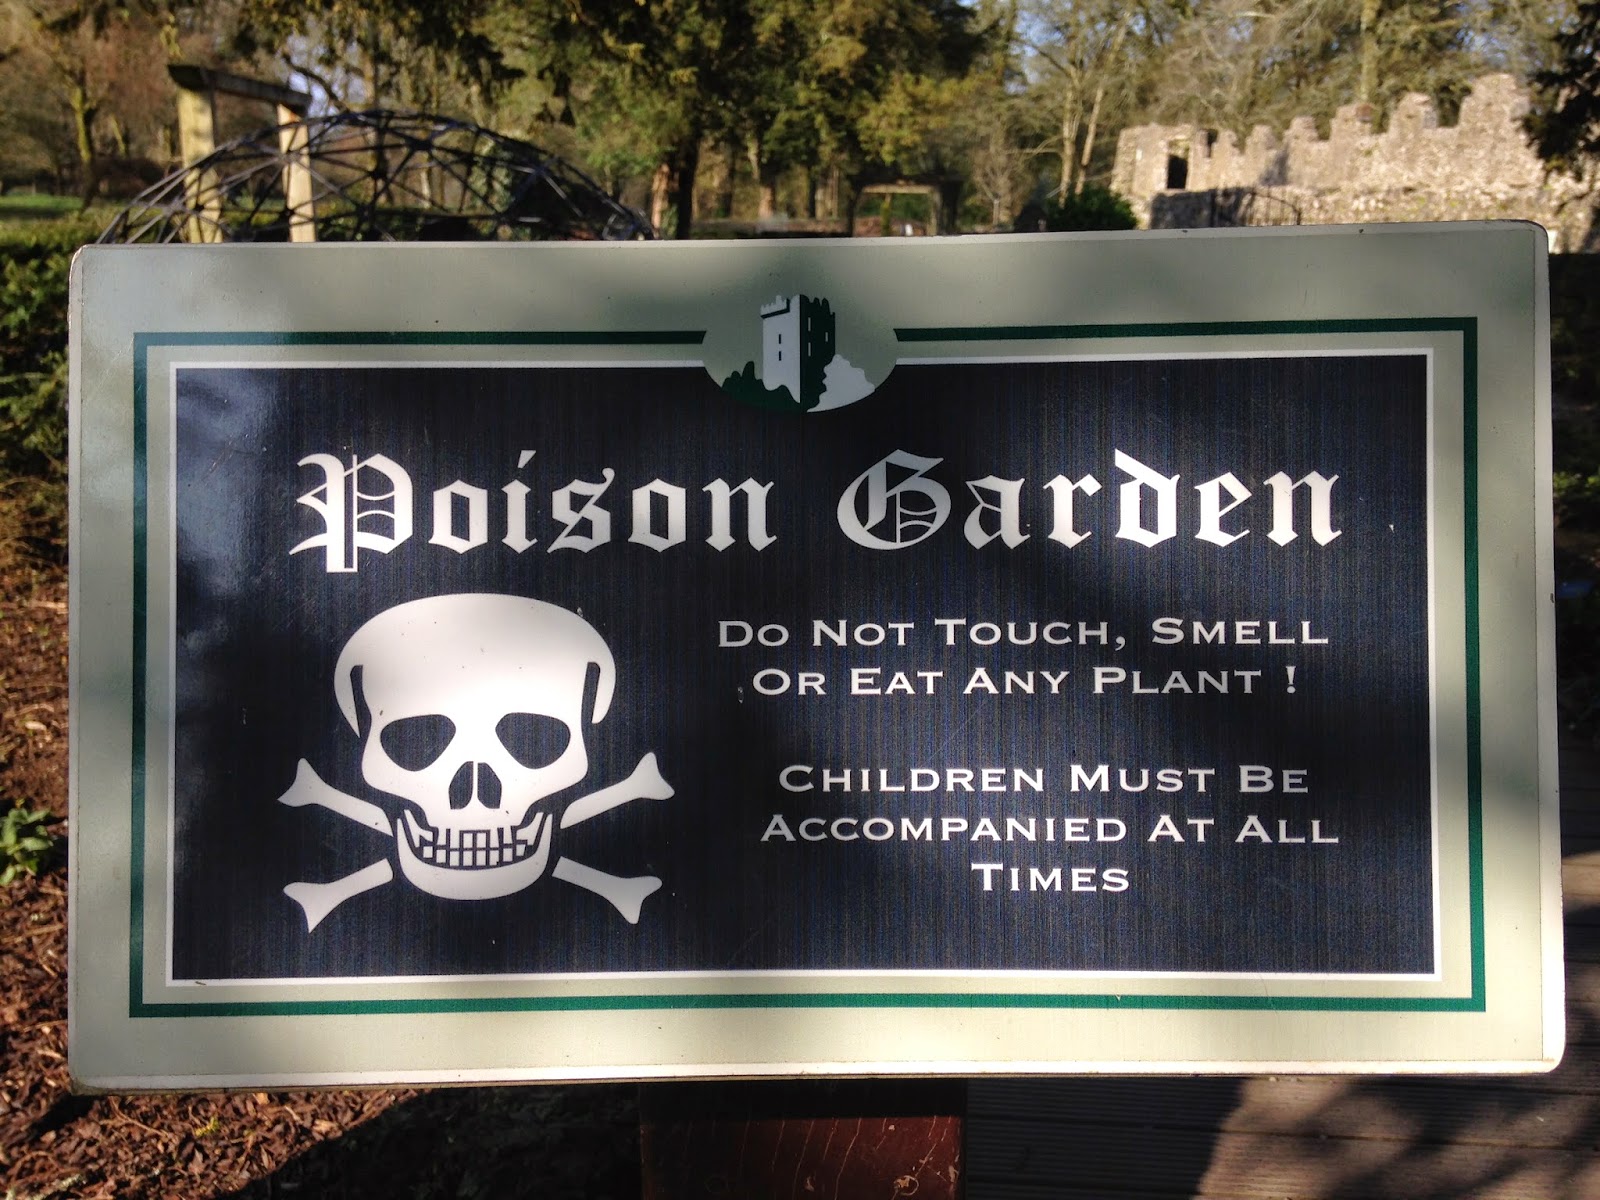 Poison Garden
Do Not Touch, Smell
or Eat any Plant !
Children Must Be
Accompanied At All
Times